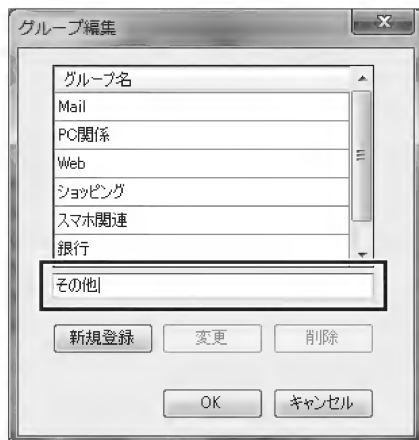 グループ編集
グループ名
Mail
PC関係
Web
ショッピング
スマホ関連
銀行
その他
新規登録 変更 削除
OK キャンセル